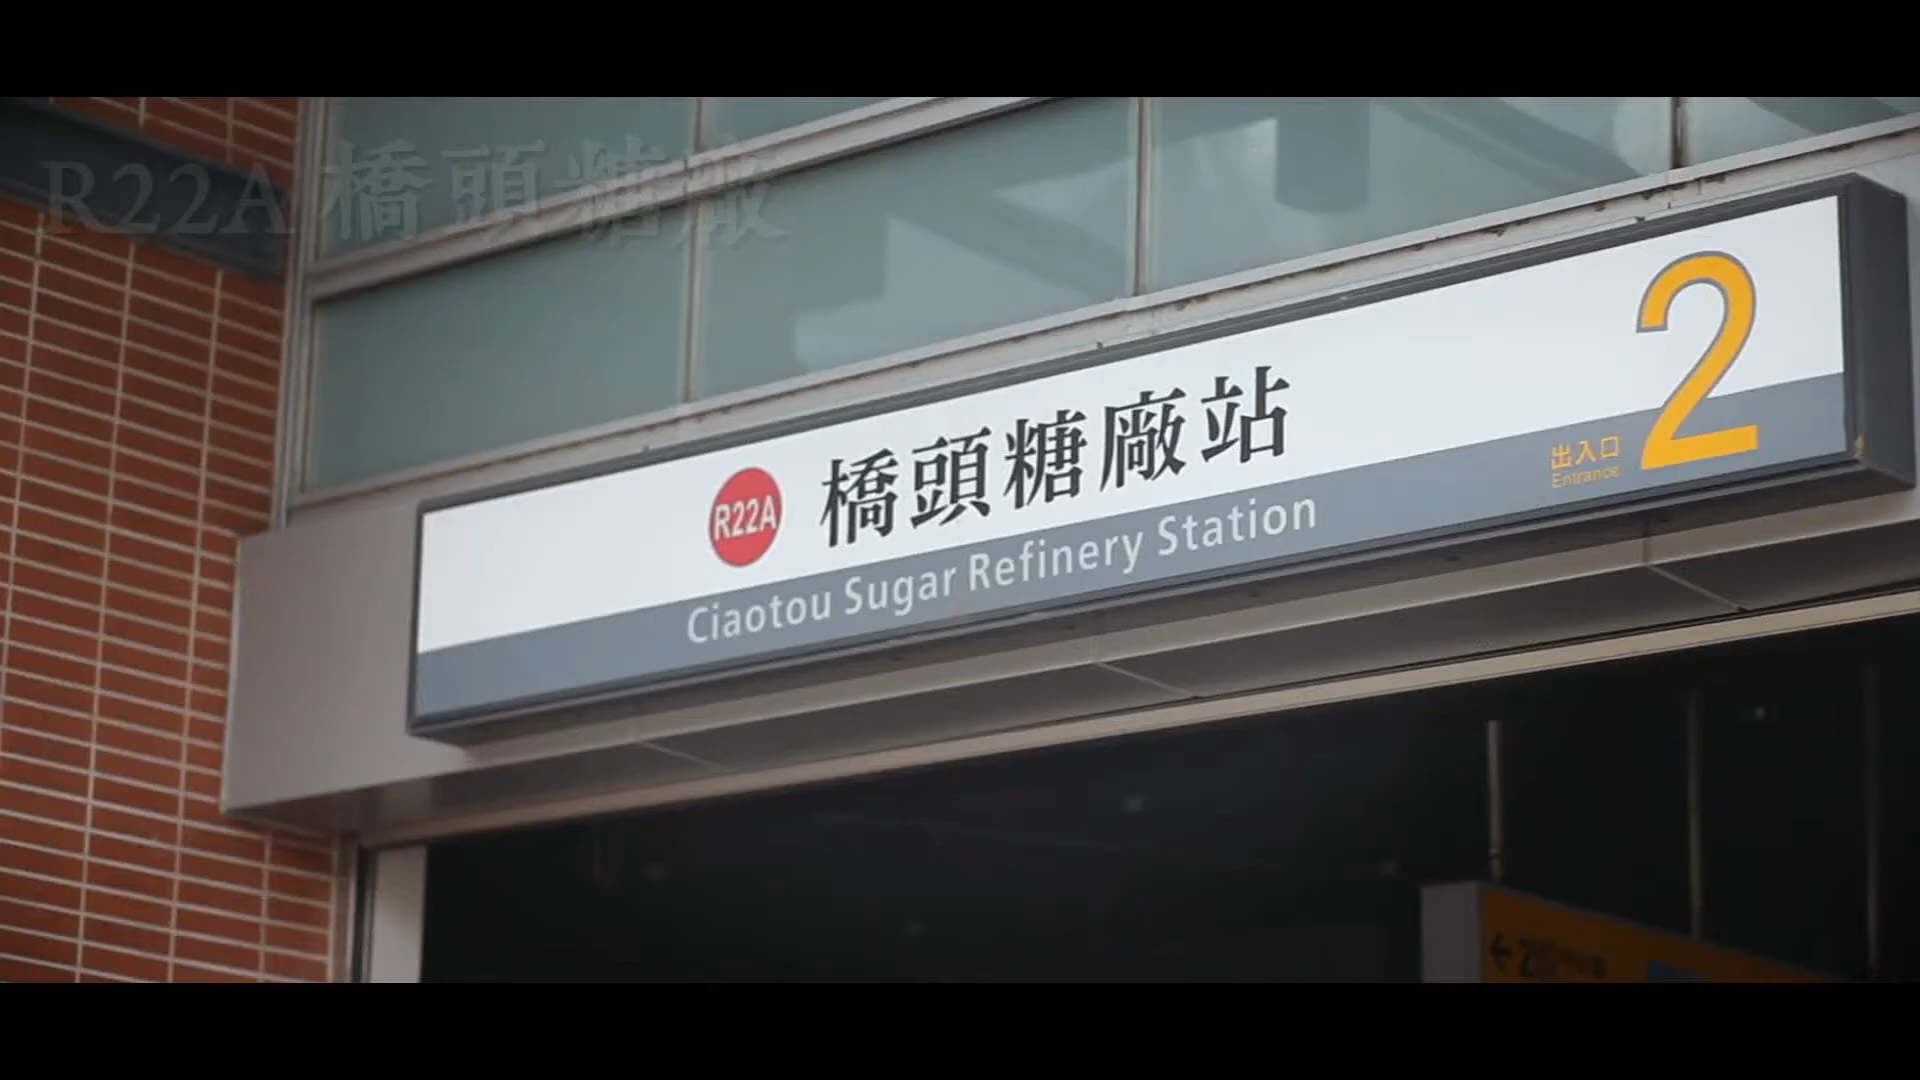 R22A 橋頭糖廠
R22A 橋頭糖廠站
Ciaotou Sugar Refinery Station
出入口
Entrance
2
← 2